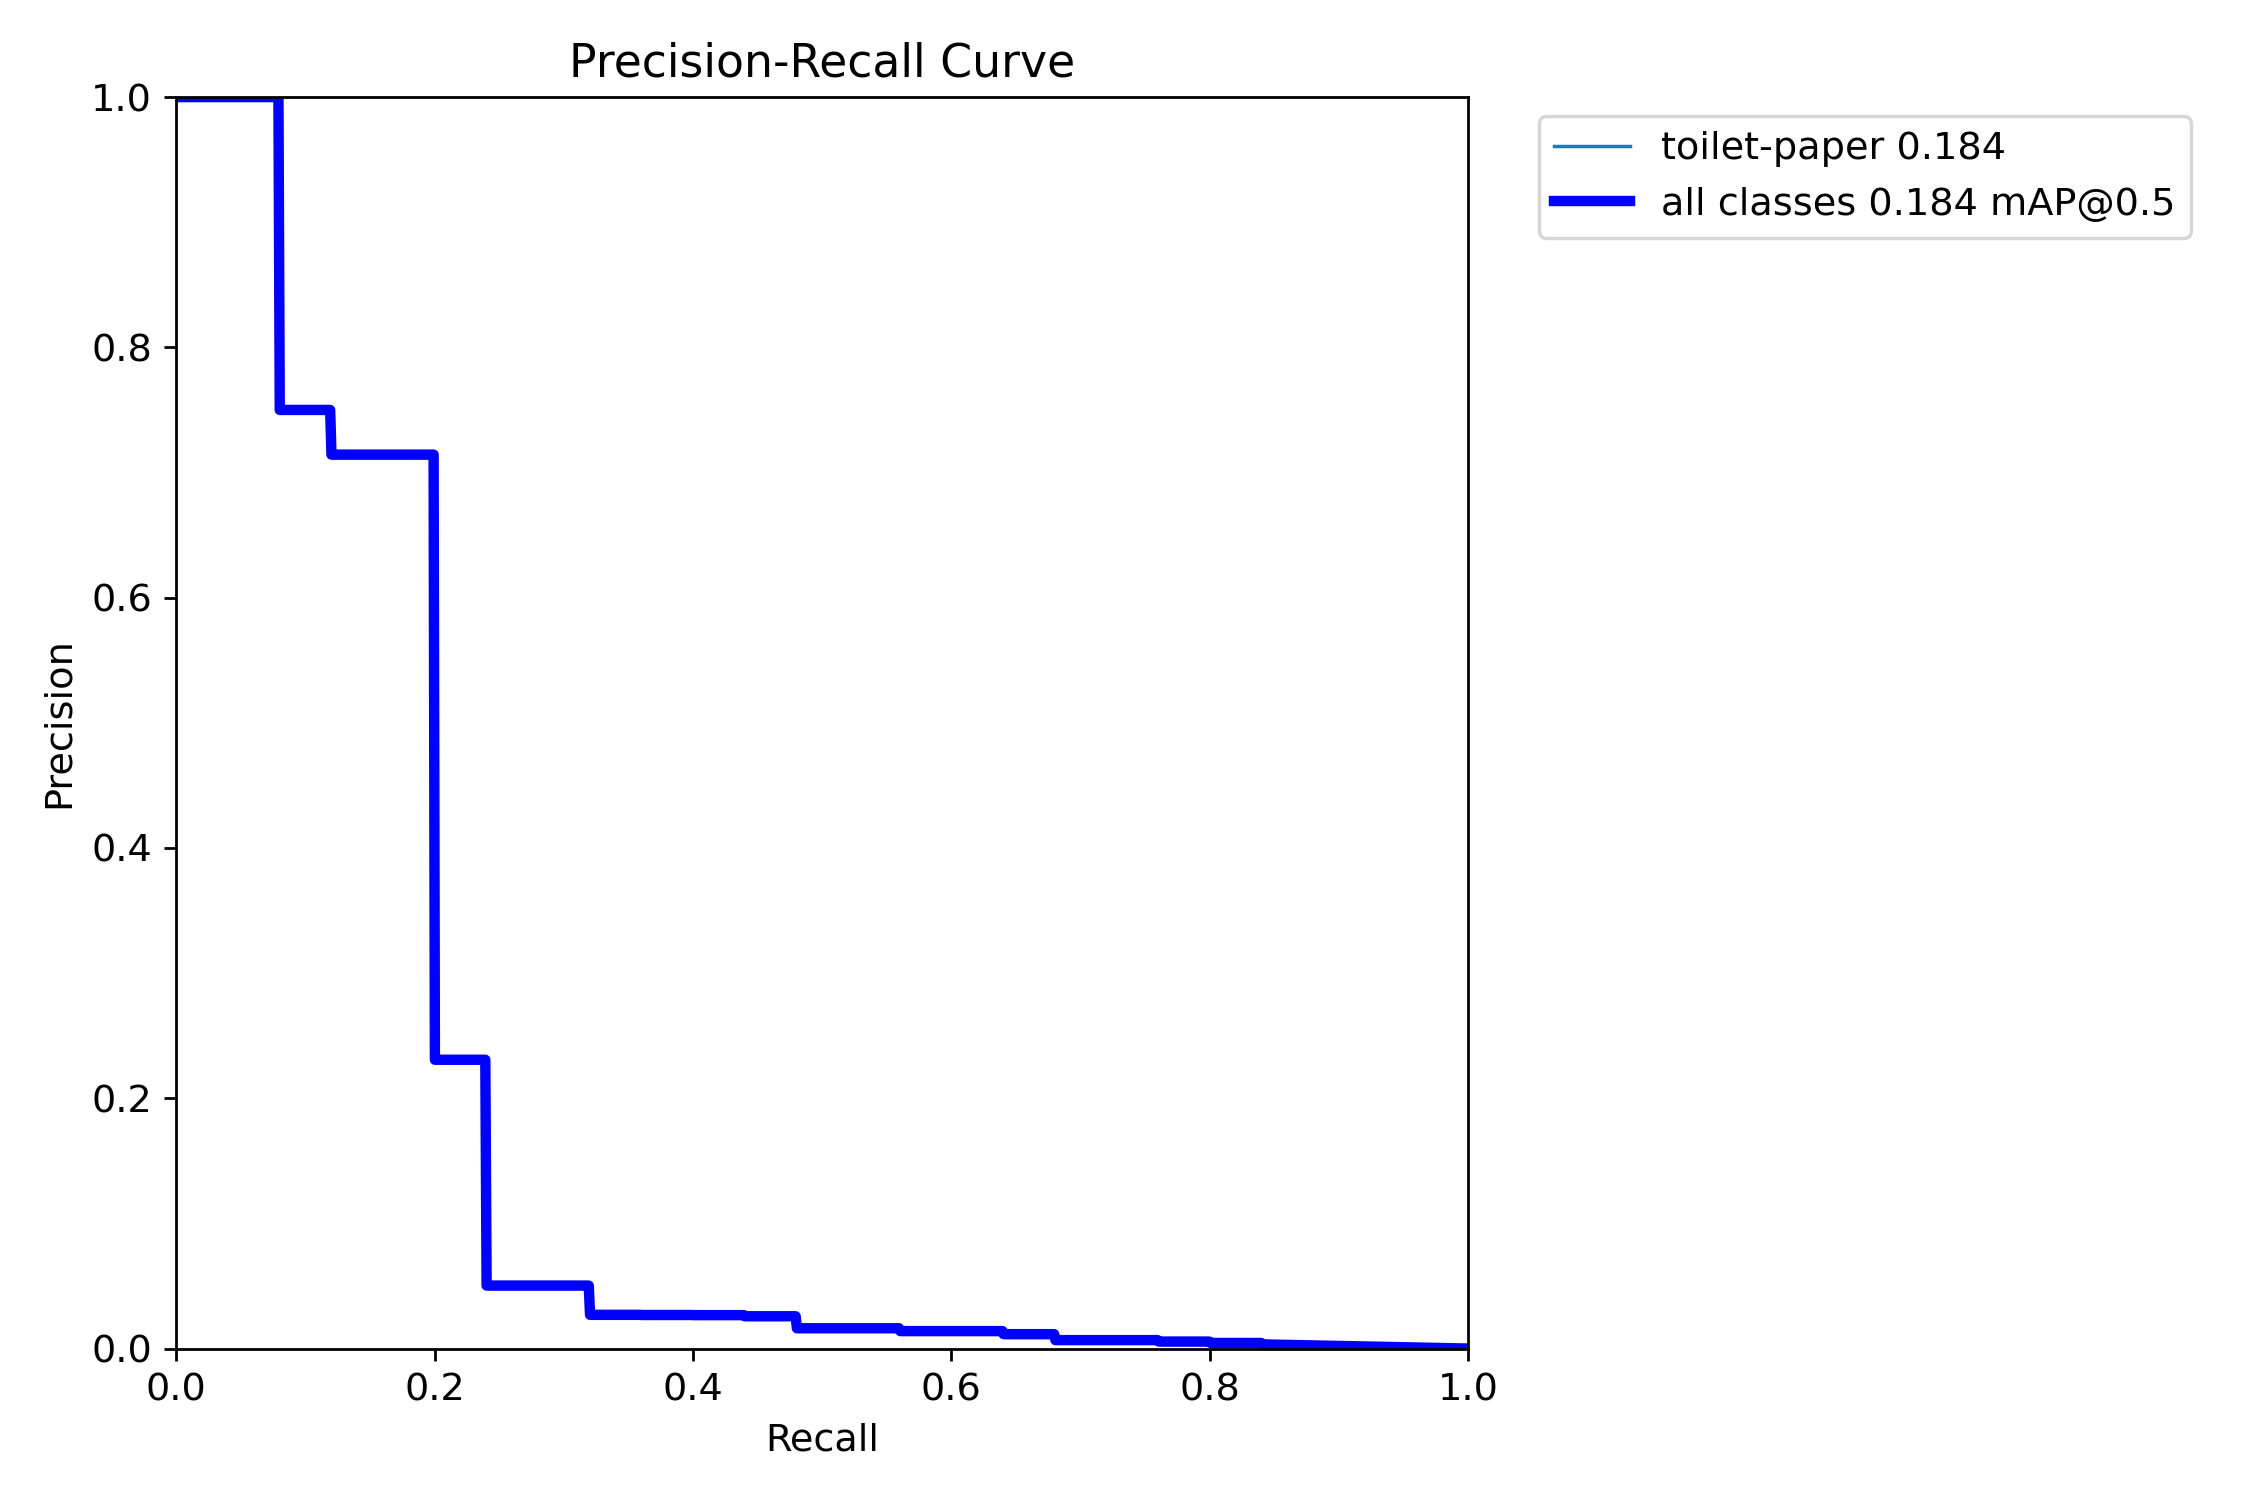 Precision-Recall Curve
1.0
0.8
0.6
0.4
0.2
0.0
Precision
0.0 0.2 0.4 0.6 0.8 1.0
Recall
toilet-paper 0.184
all classes 0.184 mAP@0.5